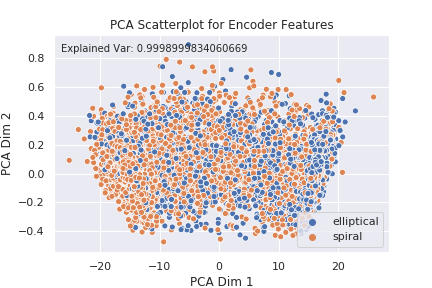 PCA Scatterplot for Encoder Features
Explained Var: 0.9998999834060669
PCA Dim 2
0.8
0.6
0.4
0.2
0.0
−0.2
−0.4
−20 −10 0 10 20
PCA Dim 1
elliptical
spiral